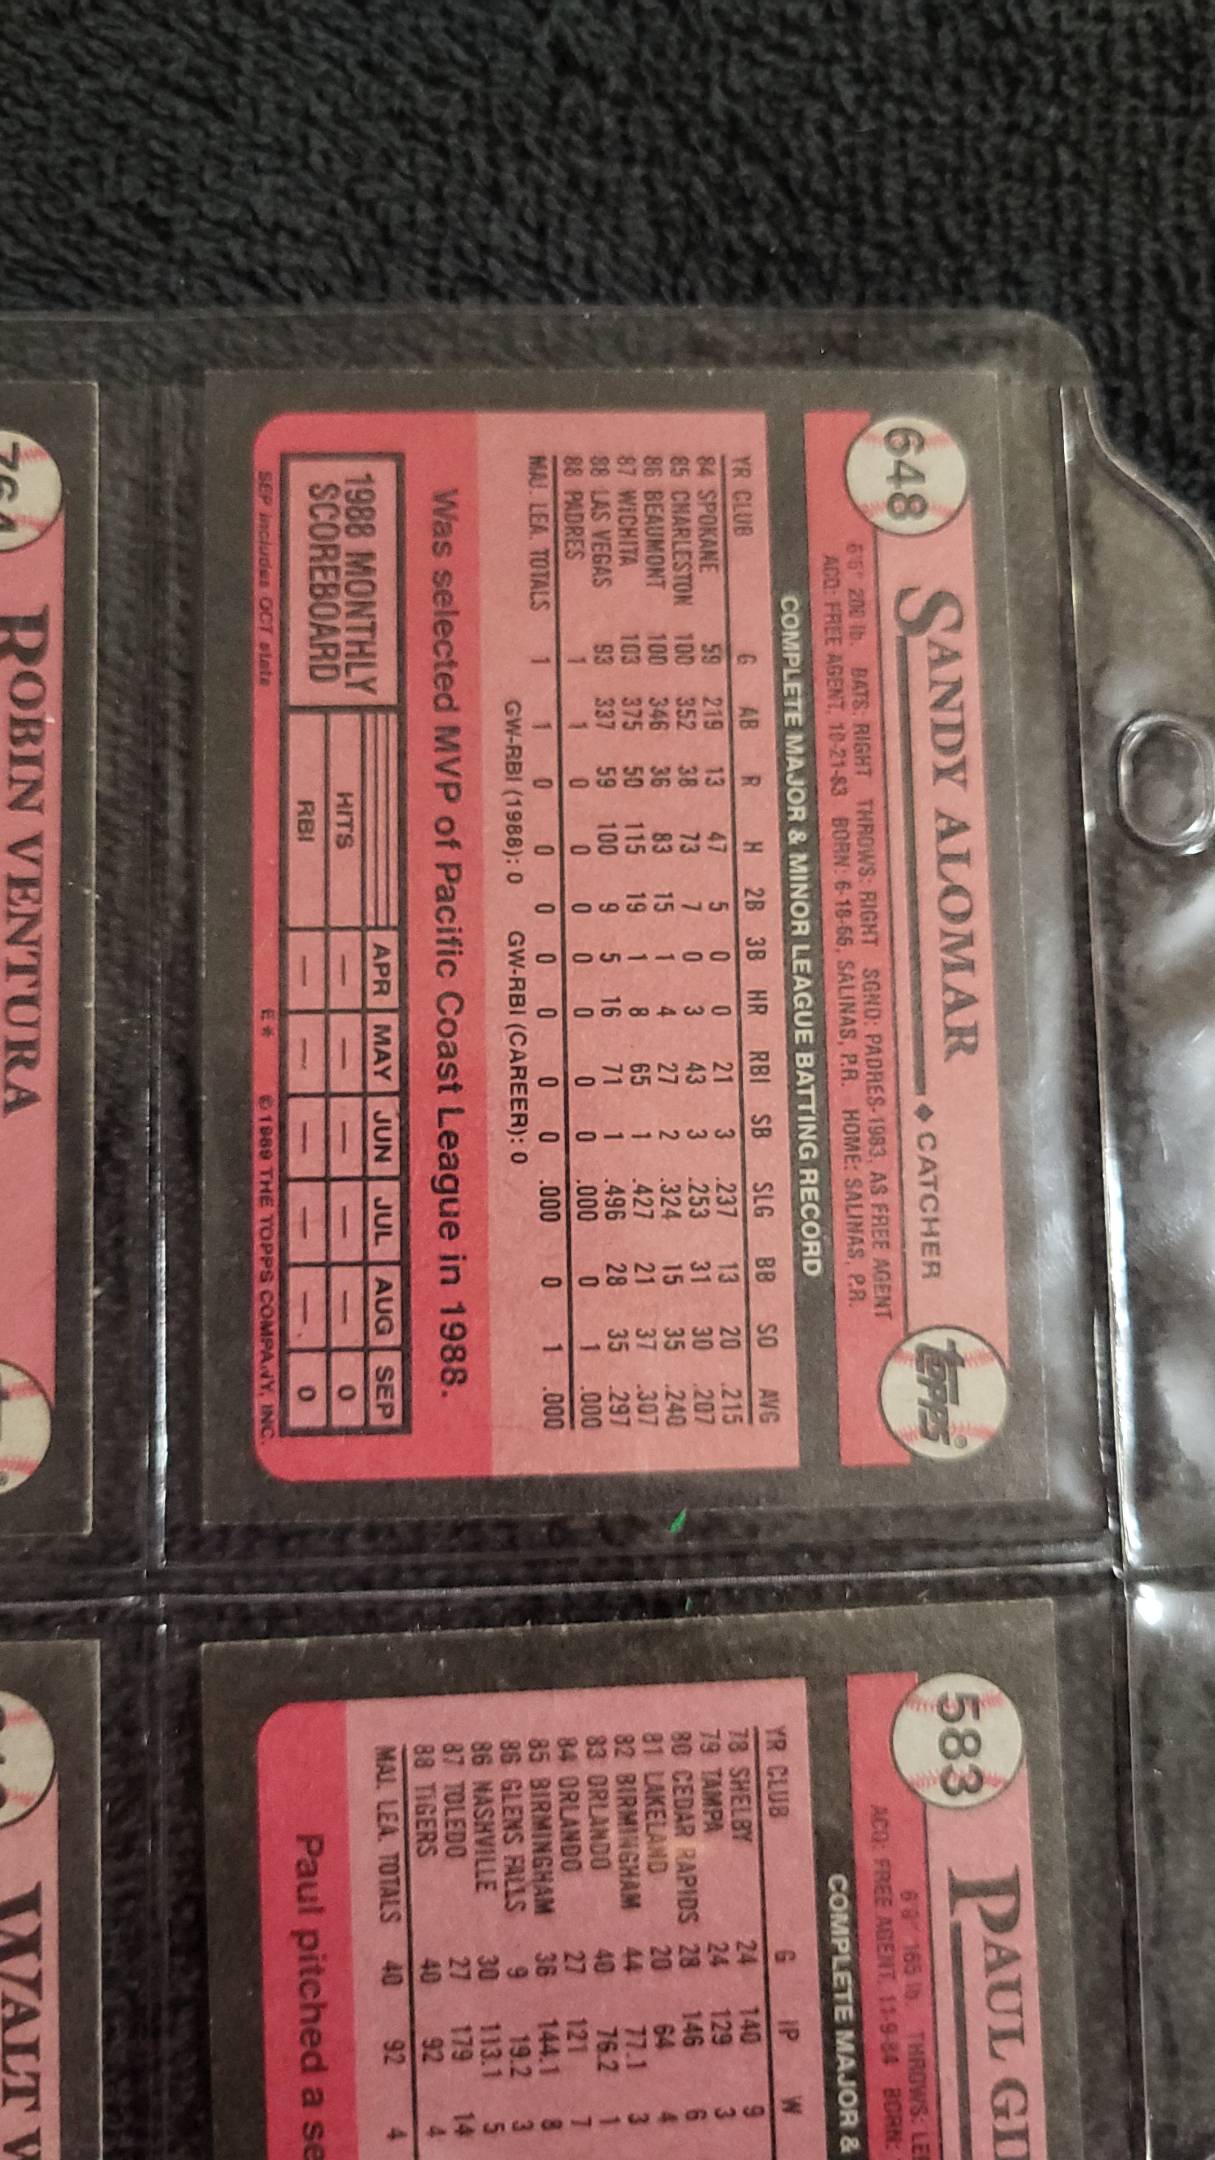 648
SANDY ALOMAR ◆ CATCHER
topps®
6'5" 200 lb. BATS: RIGHT THROWS: RIGHT SGND: PADRES-1983, AS FREE AGENT
ACQ: FREE AGENT, 10-21-83 BORN: 6-18-66, SALINAS, P.R. HOME: SALINAS, P.R.
COMPLETE MAJOR & MINOR LEAGUE BATTING RECORD
YR CLUB G AB R H 2B 3B HR RBI SB SLG BB SO AVG
84 SPOKANE 59 219 13 47 5 0 0 21 3 .237 13 20 .215
85 CHARLESTON 100 352 38 73 7 0 3 43 3 .253 31 30 .207
86 BEAUMONT 100 346 36 83 15 1 4 27 2 .324 15 35 .240
87 WICHITA 103 375 50 115 19 1 8 65 1 .427 21 37 .307
88 LAS VEGAS 93 337 59 100 9 5 16 71 1 .496 28 35 .297
88 PADRES 1 1 0 0 0 0 0 0 0 .000 0 1 .000
MAJ. LEA. TOTALS 1 1 0 0 0 0 0 0 0 .000 0 1 .000
GW-RBI (1988): 0 GW-RBI (CAREER): 0
Was selected MVP of Pacific Coast League in 1988.
1988 MONTHLY
SCOREBOARD
APR MAY JUN JUL AUG SEP
HITS — — — — — 0
RBI — — — — — 0
SEP includes OCT stats E* ©1989 THE TOPPS COMPANY, INC.
583
PAUL
ACQ: FREE AGENT, 11-9-84 BORN:
COMPLETE MAJOR &
YR CLUB G IP W
78 SHELBY 24 140 9
79 TAMPA 24 129 3
80 CEDAR RAPIDS 28 146 6
81 LAKELAND 20 64 4
82 BIRMINGHAM 44 77.1 3
83 ORLANDO 40 76.2 1
84 ORLANDO 27 121 7
85 BIRMINGHAM 36 144.1 8
86 GLENS FALLS 9 19.2 3
86 NASHVILLE 30 113.1 5
87 TOLEDO 27 179 14
88 TIGERS 40 92 4
MAJ. LEA. TOTALS 40 92 4
Paul pitched a
764
ROBIN VENTURA
WALT